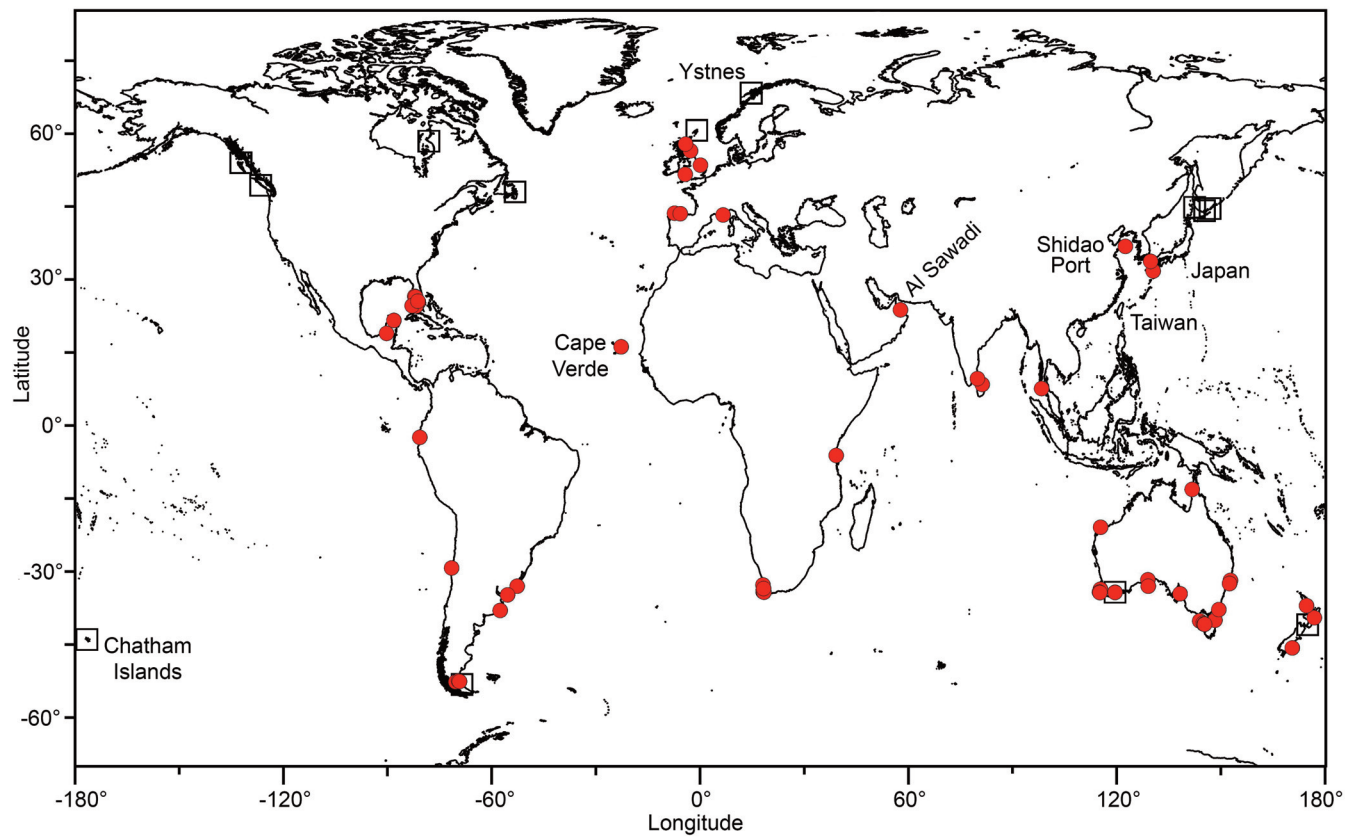 Ystnes
60°
Shidao
Port
Al Sawadi
Japan
30°
Taiwan
Cape
Verde
Latitude
0°
-30°
Chatham
Islands
-60°
-180°
-120°
-60°
0°
60°
120°
180°
Longitude